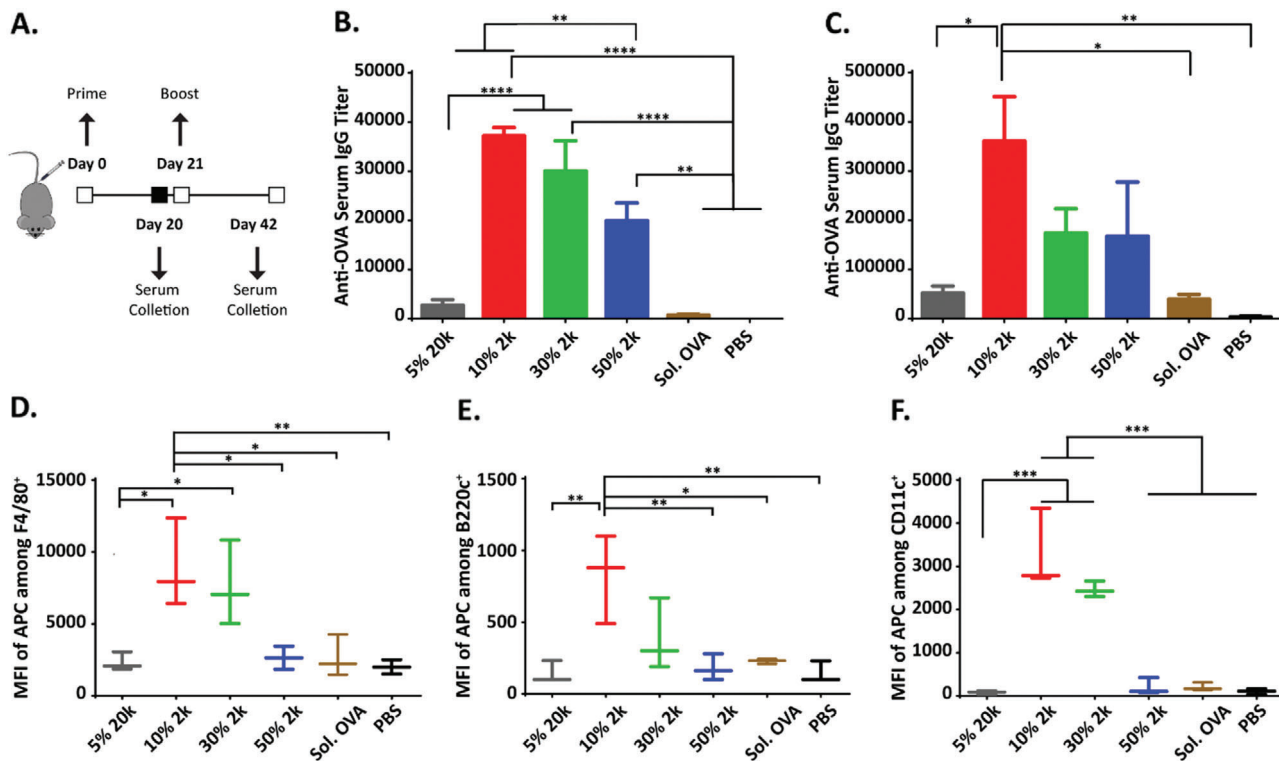 A.
Prime
Boost
Day 0
Day 21
Day 20
Day 42
Serum
Colletion
Serum
Colletion
B.
Anti-OVA Serum IgG Titer
50000
40000
30000
20000
10000
0
**
****
****
****
**
5% 20k
10% 2k
30% 2k
50% 2k
Sol. OVA
PBS
C.
Anti-OVA Serum IgG Titer
500000
400000
300000
200000
100000
0
*
**
*
5% 20k
10% 2k
30% 2k
50% 2k
Sol. OVA
PBS
D.
MFI of APC among F4/80⁺
15000
10000
5000
0
**
*
*
*
*
5% 20k
10% 2k
30% 2k
50% 2k
Sol. OVA
PBS
E.
MFI of APC among B220c⁺
1500
1000
500
0
**
**
*
**
5% 20k
10% 2k
30% 2k
50% 2k
Sol. OVA
PBS
F.
MFI of APC among CD11c⁺
5000
4000
3000
2000
1000
0
***
***
5% 20k
10% 2k
30% 2k
50% 2k
Sol. OVA
PBS